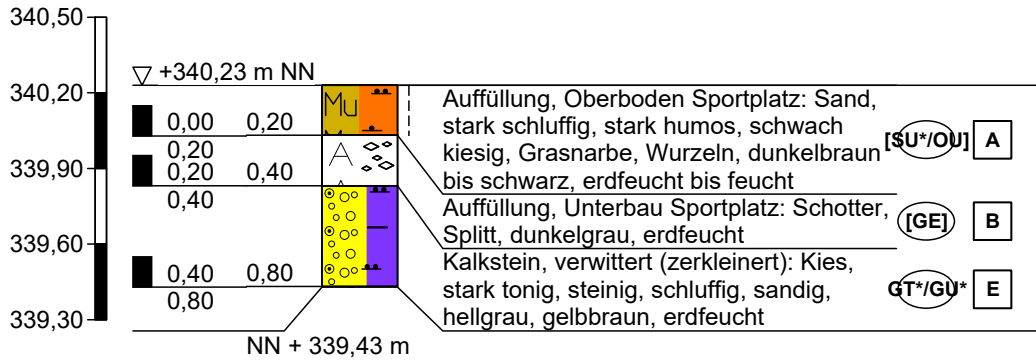 340,50
340,20
339,90
339,60
339,30
+340,23 m NN
0,00 0,20
0,20
0,20 0,40
0,40
0,40 0,80
0,80
NN + 339,43 m
Mu
A
Auffüllung, Oberboden Sportplatz: Sand,
stark schluffig, stark humos, schwach
kiesig, Grasnarbe, Wurzeln, dunkelbraun
bis schwarz, erdfeucht bis feucht
[SU*/OU] A
Auffüllung, Unterbau Sportplatz: Schotter,
Splitt, dunkelgrau, erdfeucht
[GE] B
Kalkstein, verwittert (zerkleinert): Kies,
stark tonig, steinig, schluffig, sandig,
hellgrau, gelbbraun, erdfeucht
GT*/GU* E